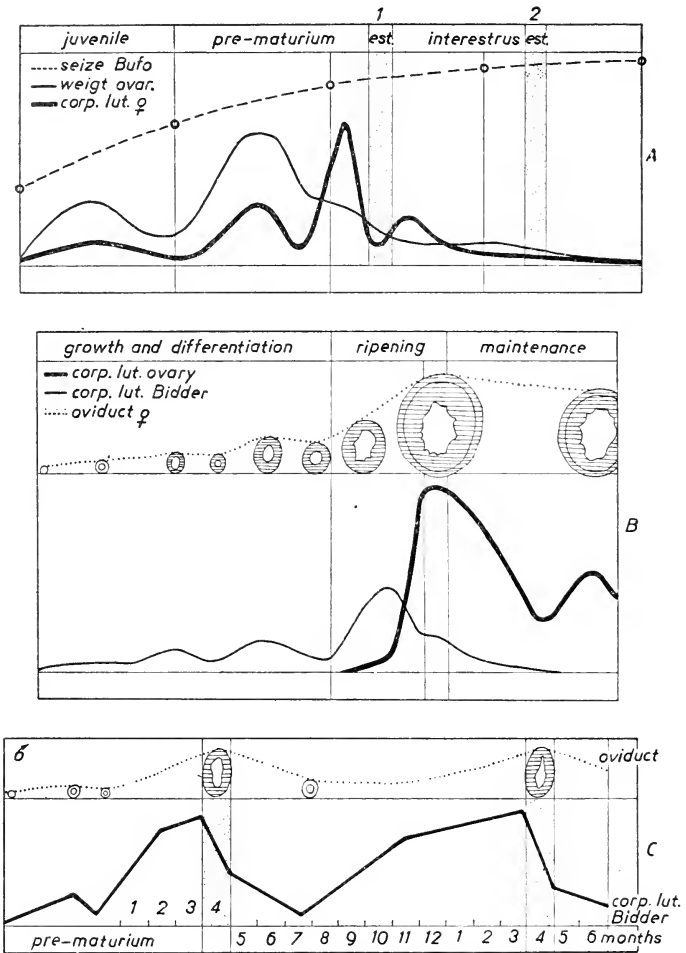 1 2
juvenile pre-maturium est. interestrus est.
seize Bufo
weigt ovar.
corp. lut. ♀
A
growth and differentiation ripening maintenance
corp. lut. ovary
corp. lut. Bidder
oviduct ♀
B
oviduct
C
1 2 3 4
corp. lut.
Bidder
pre-maturium 5 6 7 8 9 10 11 12 1 2 3 4 5 6 months